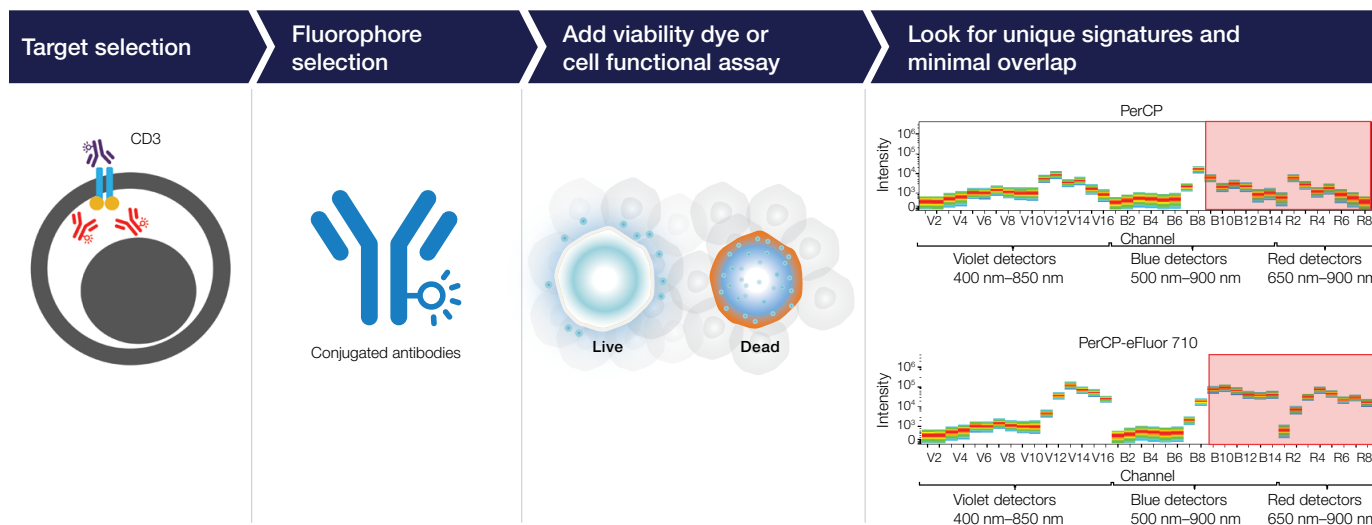 Target selection
Fluorophore
selection
Add viability dye or
cell functional assay
Look for unique signatures and
minimal overlap
CD3
Conjugated antibodies
Live
Dead
PerCP
Intensity
10⁶
10⁵
10⁴
10³
0
V2 V4 V6 V8 V10 V12 V14 V16 B2 B4 B6 B8 B10 B12 B14 R2 R4 R6 R8
Channel
Violet detectors
400 nm–850 nm
Blue detectors
500 nm–900 nm
Red detectors
650 nm–900 nm
PerCP-eFluor 710
Intensity
10⁶
10⁵
10⁴
10³
0
V2 V4 V6 V8 V10 V12 V14 V16 B2 B4 B6 B8 B10 B12 B14 R2 R4 R6 R8
Channel
Violet detectors
400 nm–850 nm
Blue detectors
500 nm–900 nm
Red detectors
650 nm–900 nm